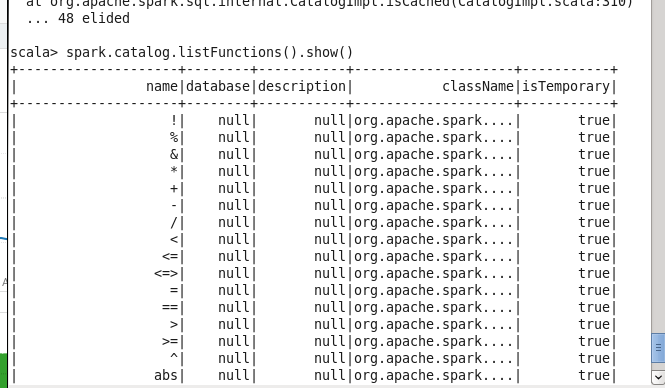 at org.apache.spark.sql.internal.CatalogImpl.isCached(CatalogImpl.scala:310)
... 48 elided
scala> spark.catalog.listFunctions().show()
+--------------------+--------+-----------+--------------------+-----------+
|                name|database|description|           className|isTemporary|
+--------------------+--------+-----------+--------------------+-----------+
|                   !|    null|       null|org.apache.spark....|       true|
|                   %|    null|       null|org.apache.spark....|       true|
|                   &|    null|       null|org.apache.spark....|       true|
|                   *|    null|       null|org.apache.spark....|       true|
|                   +|    null|       null|org.apache.spark....|       true|
|                   -|    null|       null|org.apache.spark....|       true|
|                   /|    null|       null|org.apache.spark....|       true|
|                   <|    null|       null|org.apache.spark....|       true|
|                  <=|    null|       null|org.apache.spark....|       true|
|                 <=>|    null|       null|org.apache.spark....|       true|
|                   =|    null|       null|org.apache.spark....|       true|
|                  ==|    null|       null|org.apache.spark....|       true|
|                   >|    null|       null|org.apache.spark....|       true|
|                  >=|    null|       null|org.apache.spark....|       true|
|                   ^|    null|       null|org.apache.spark....|       true|
|                 abs|    null|       null|org.apache.spark....|       true|